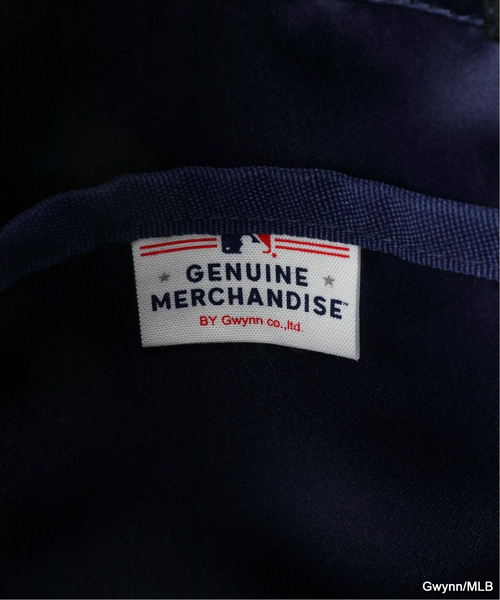 GENUINE
MERCHANDISE™
BY Gwynn co.,ltd.
Gwynn/MLB